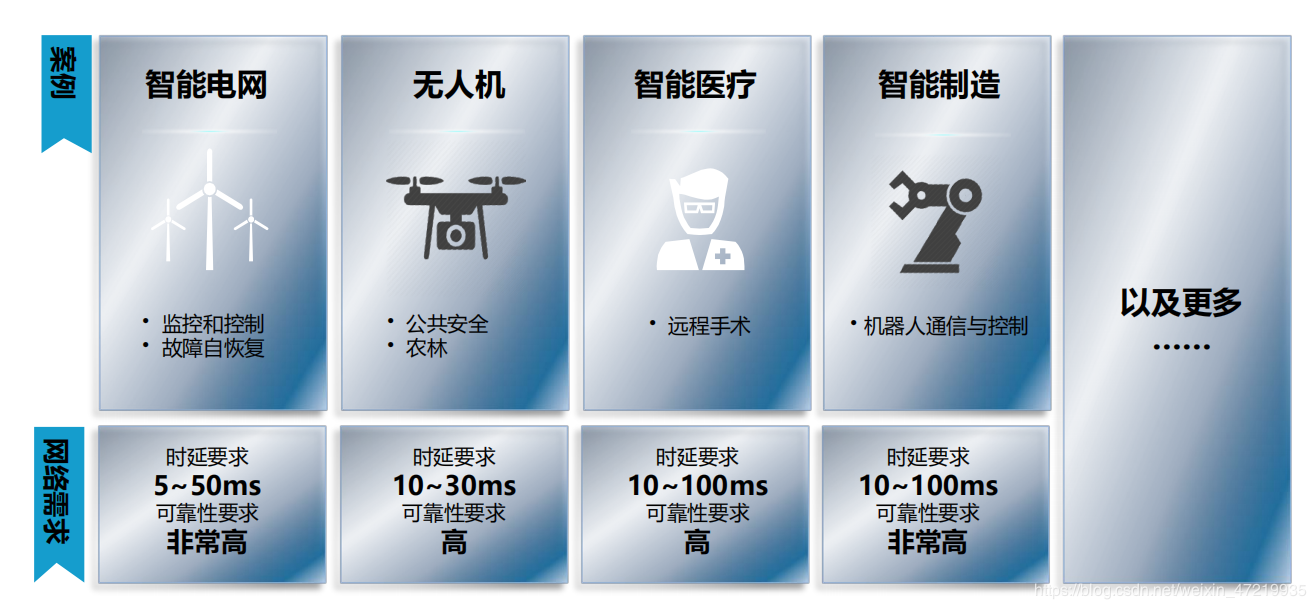 案例
智能电网
• 监控和控制
• 故障自恢复
无人机
• 公共安全
• 农林
智能医疗
• 远程手术
智能制造
• 机器人通信与控制
以及更多
……
网络需求
时延要求
5~50ms
可靠性要求
非常高
时延要求
10~30ms
可靠性要求
高
时延要求
10~100ms
可靠性要求
高
时延要求
10~100ms
可靠性要求
非常高
https://blog.csdn.net/weixin_47219935